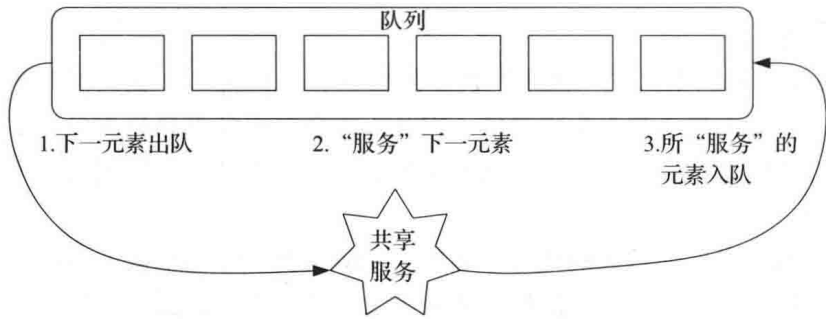 队列
1.下一元素出队
2.“服务”下一元素
3.所“服务”的
元素入队
共享
服务